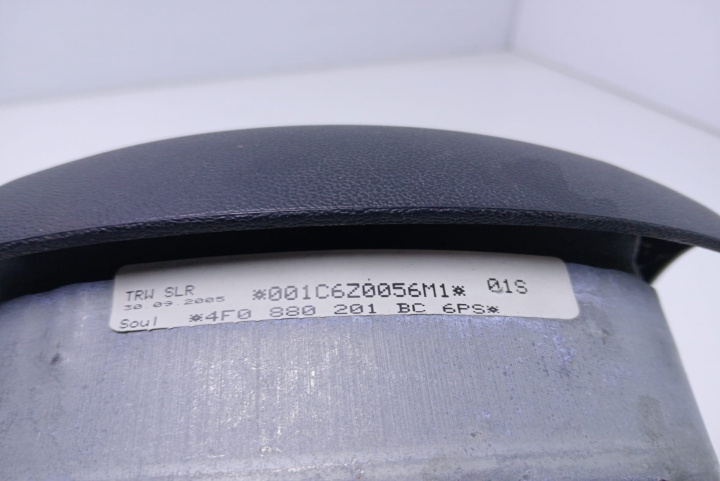 TRW SLR *001C6Z0056M1* 01S
30.09.2005
Soul *4F0 880 201 BC 6PS*